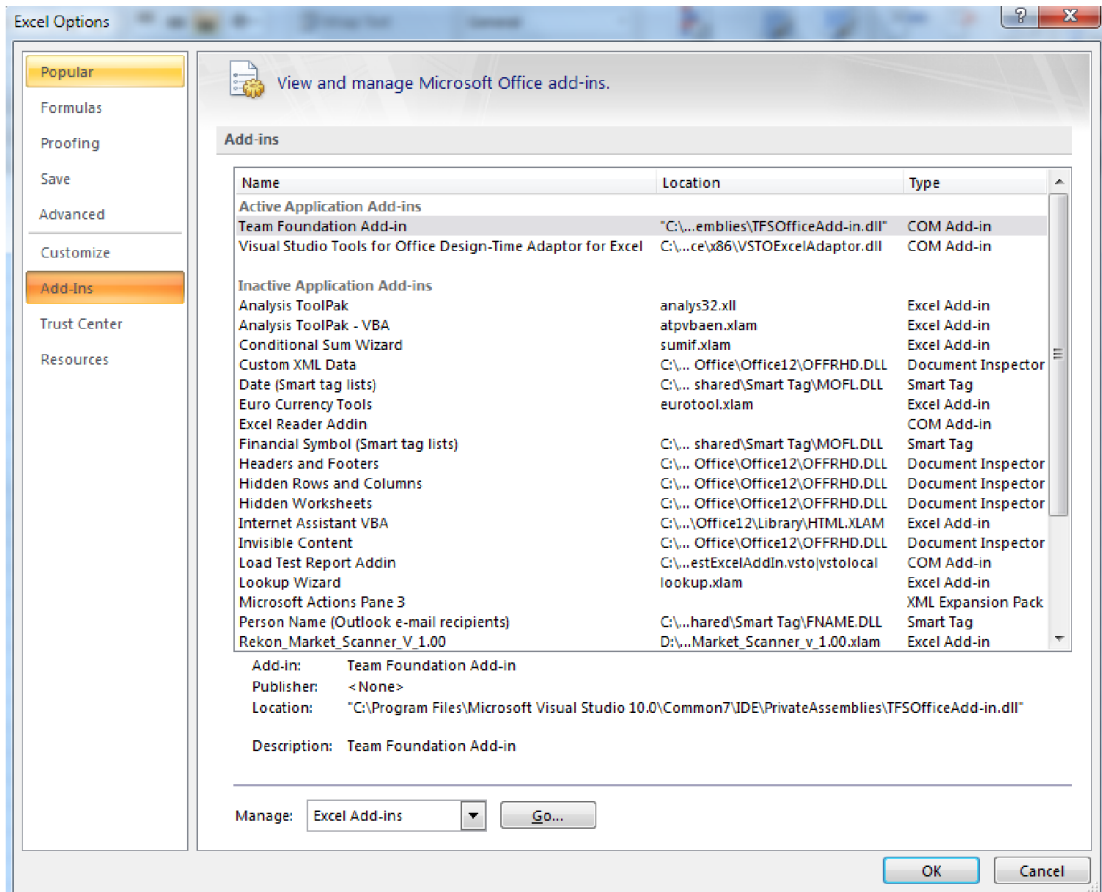 Excel Options
Popular
Formulas
Proofing
Save
Advanced
Customize
Add-Ins
Trust Center
Resources
View and manage Microsoft Office add-ins.
Add-ins
Name Location Type
Active Application Add-ins
Team Foundation Add-in "C:\...emblies\TFSOfficeAdd-in.dll" COM Add-in
Visual Studio Tools for Office Design-Time Adaptor for Excel C:\...ce\x86\VSTOExcelAdaptor.dll COM Add-in
Inactive Application Add-ins
Analysis ToolPak analys32.xll Excel Add-in
Analysis ToolPak - VBA atpvbaen.xlam Excel Add-in
Conditional Sum Wizard sumif.xlam Excel Add-in
Custom XML Data C:\... Office\Office12\OFFRHD.DLL Document Inspector
Date (Smart tag lists) C:\... shared\Smart Tag\MOFL.DLL Smart Tag
Euro Currency Tools eurotool.xlam Excel Add-in
Excel Reader Addin COM Add-in
Financial Symbol (Smart tag lists) C:\... shared\Smart Tag\MOFL.DLL Smart Tag
Headers and Footers C:\... Office\Office12\OFFRHD.DLL Document Inspector
Hidden Rows and Columns C:\... Office\Office12\OFFRHD.DLL Document Inspector
Hidden Worksheets C:\... Office\Office12\OFFRHD.DLL Document Inspector
Internet Assistant VBA C:\...\Office12\Library\HTML.XLAM Excel Add-in
Invisible Content C:\... Office\Office12\OFFRHD.DLL Document Inspector
Load Test Report Addin C:\...estExcelAddIn.vsto|vstolocal COM Add-in
Lookup Wizard lookup.xlam Excel Add-in
Microsoft Actions Pane 3 XML Expansion Pack
Person Name (Outlook e-mail recipients) C:\...hared\Smart Tag\FNAME.DLL Smart Tag
Rekon_Market_Scanner_V_1.00 D:\...Market_Scanner_v_1.00.xlam Excel Add-in
Add-in: Team Foundation Add-in
Publisher: <None>
Location: "C:\Program Files\Microsoft Visual Studio 10.0\Common7\IDE\PrivateAssemblies\TFSOfficeAdd-in.dll"
Description: Team Foundation Add-in
Manage: Excel Add-ins Go...
OK Cancel